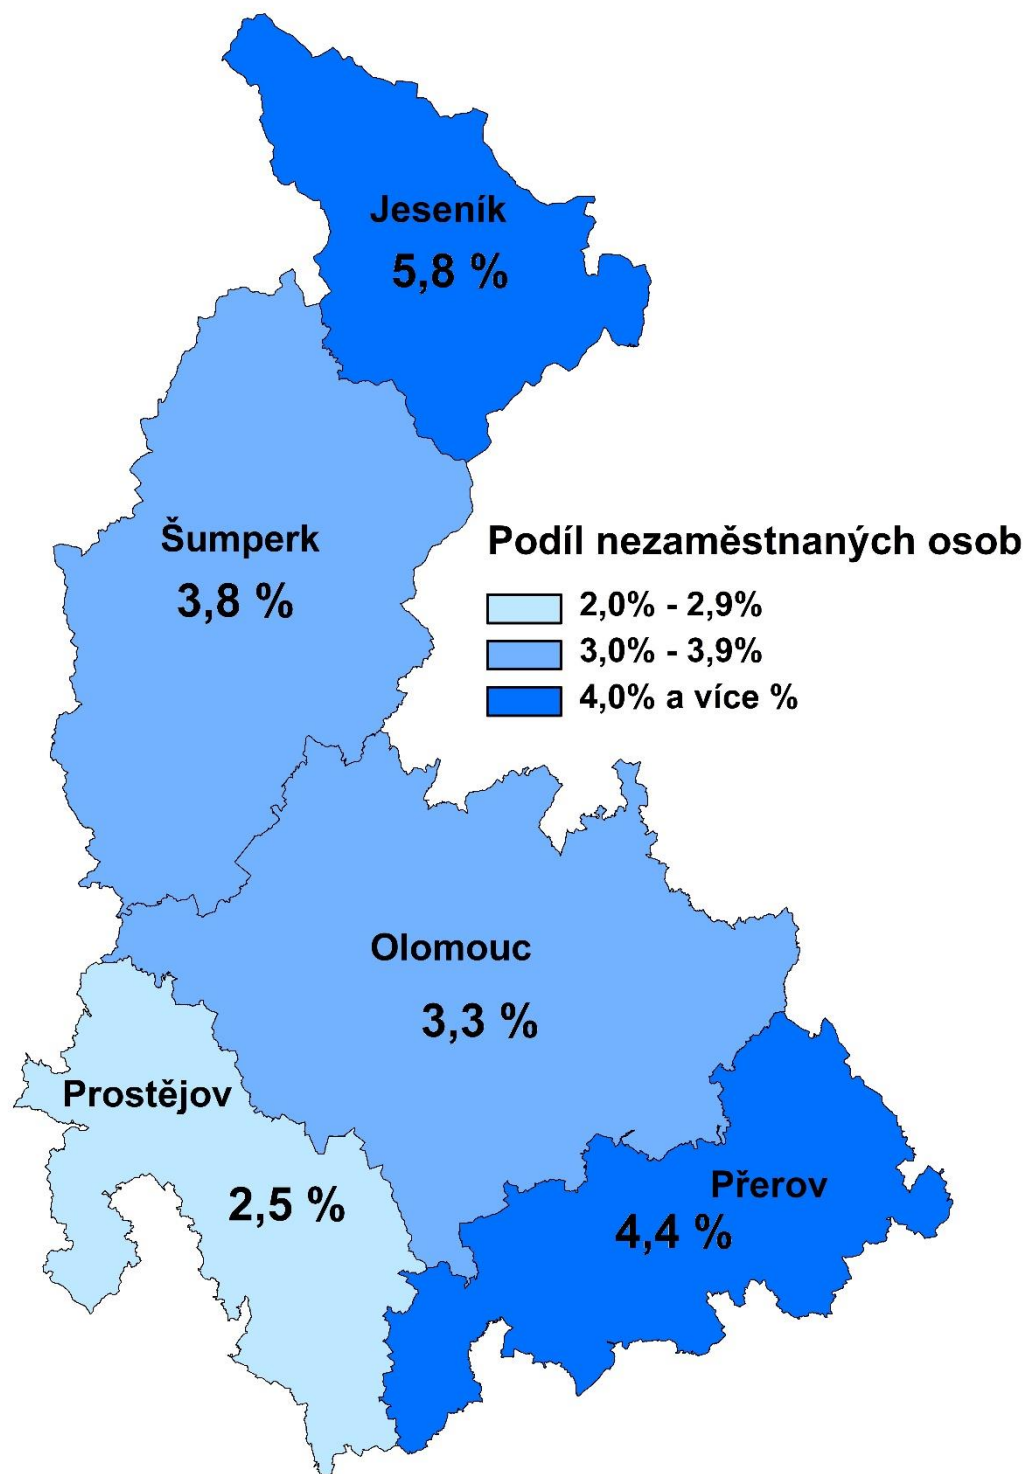 Jeseník
5,8 %
Šumperk
3,8 %
Podíl nezaměstnaných osob
2,0% - 2,9%
3,0% - 3,9%
4,0% a více %
Olomouc
3,3 %
Prostějov
2,5 %
Přerov
4,4 %